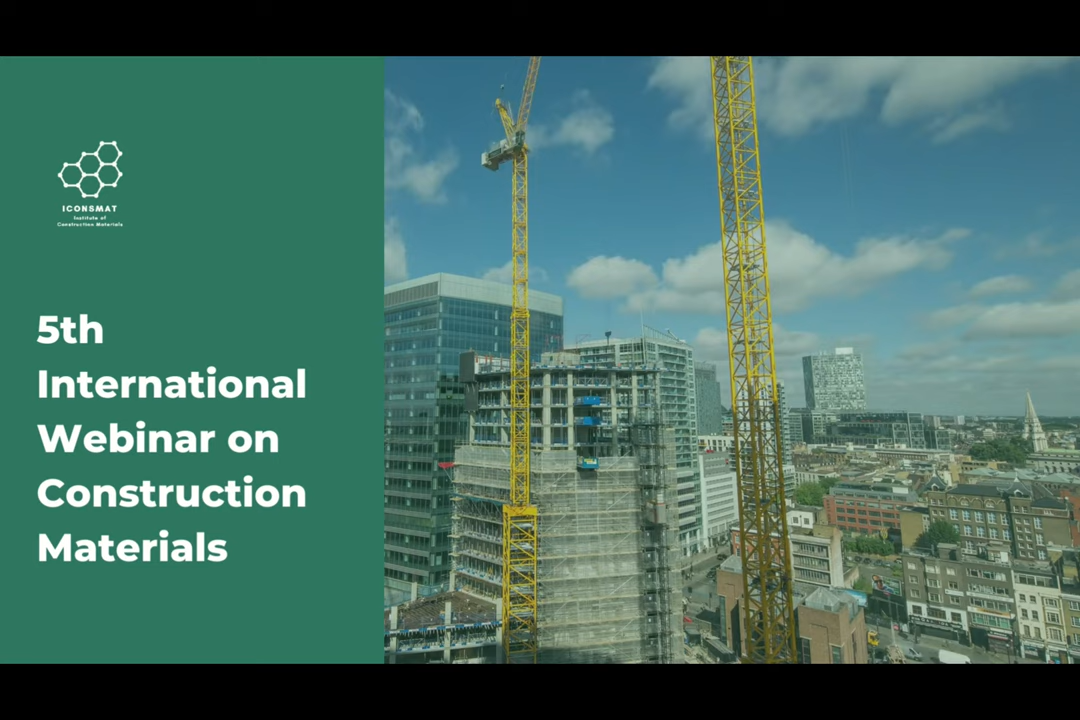 ICONSMAT
Institute of
Construction Materials
5th
International
Webinar on
Construction
Materials